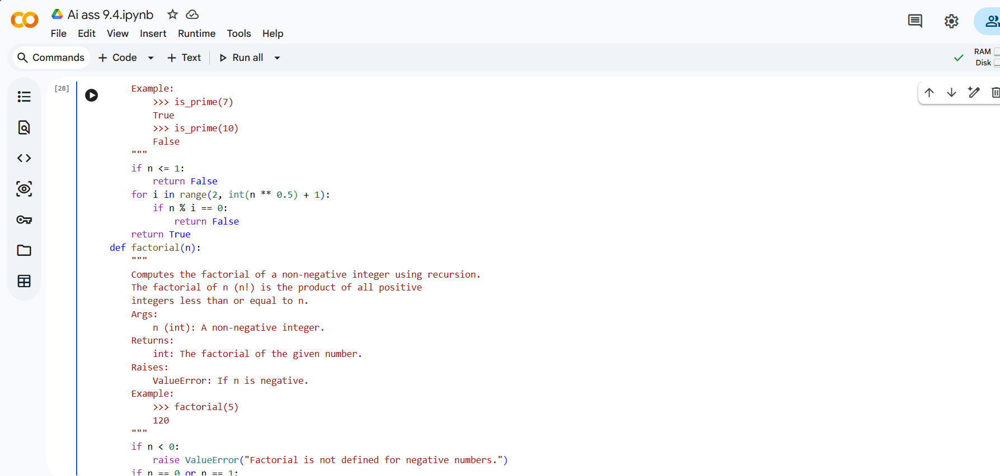 Ai ass 9.4.ipynb
File Edit View Insert Runtime Tools Help
Commands + Code + Text Run all
RAM
Disk
[28]
Example:
>>> is_prime(7)
True
>>> is_prime(10)
False
"""
if n <= 1:
return False
for i in range(2, int(n ** 0.5) + 1):
if n % i == 0:
return False
return True
def factorial(n):
"""
Computes the factorial of a non-negative integer using recursion.
The factorial of n (n!) is the product of all positive
integers less than or equal to n.
Args:
n (int): A non-negative integer.
Returns:
int: The factorial of the given number.
Raises:
ValueError: If n is negative.
Example:
>>> factorial(5)
120
"""
if n < 0:
raise ValueError("Factorial is not defined for negative numbers.")
if n == 0 or n == 1: